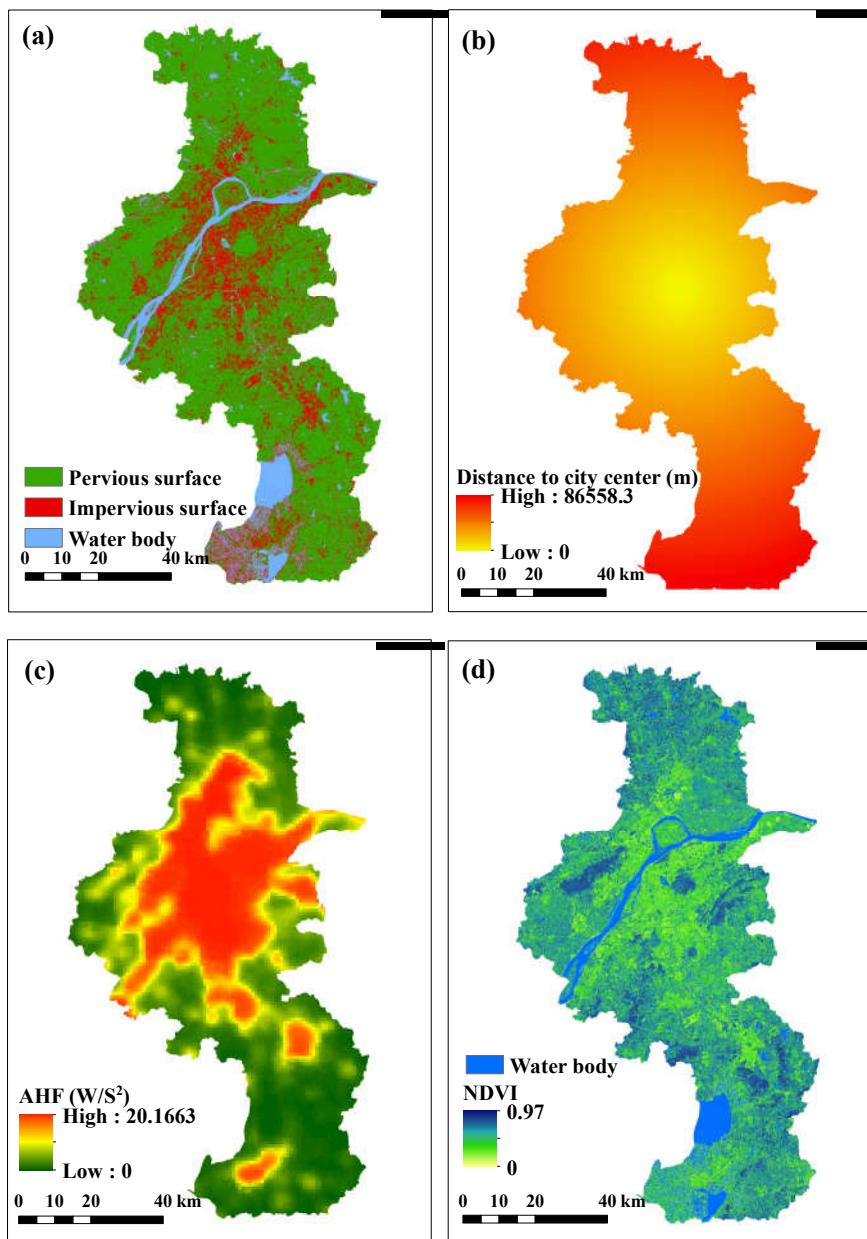 (a)
Pervious surface
Impervious surface
Water body
0 10 20 40 km
(b)
Distance to city center (m)
High : 86558.3
Low : 0
0 10 20 40 km
(c)
AHF (W/S²)
High : 20.1663
Low : 0
0 10 20 40 km
(d)
Water body
NDVI
0.97
0
0 10 20 40 km